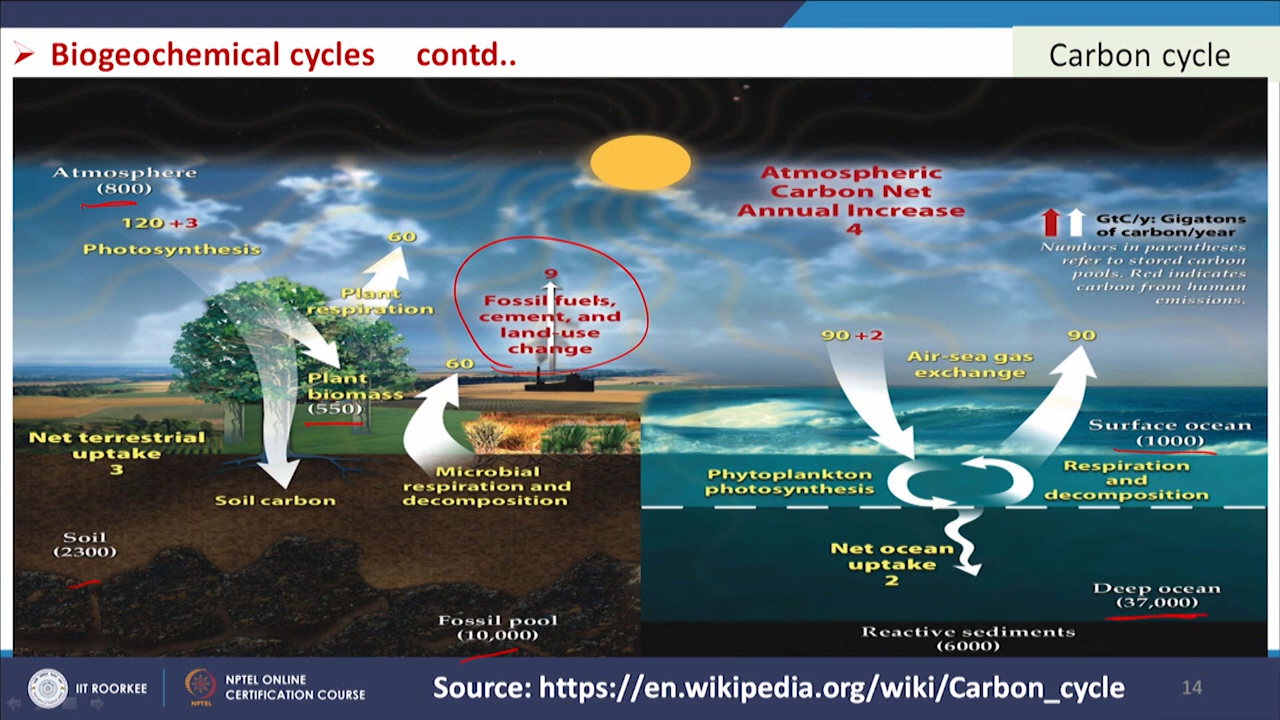 Biogeochemical cycles contd..
Carbon cycle
Atmosphere
(800)
120 +3
Photosynthesis
60
Plant
respiration
9
Fossil fuels,
cement, and
land-use
change
Atmospheric
Carbon Net
Annual Increase
4
GtC/y: Gigatons
of carbon/year
Numbers in parentheses
refer to stored carbon
pools. Red indicates
carbon from human
emissions.
60
Plant
biomass
(550)
Net terrestrial
uptake
3
Soil carbon
Microbial
respiration and
decomposition
Soil
(2300)
Fossil pool
(10,000)
90 +2
Air-sea gas
exchange
90
Surface ocean
(1000)
Phytoplankton
photosynthesis
Respiration
and
decomposition
Net ocean
uptake
2
Deep ocean
(37,000)
Reactive sediments
(6000)
IIT ROORKEE
NPTEL
NPTEL ONLINE
CERTIFICATION COURSE
Source: https://en.wikipedia.org/wiki/Carbon_cycle
14